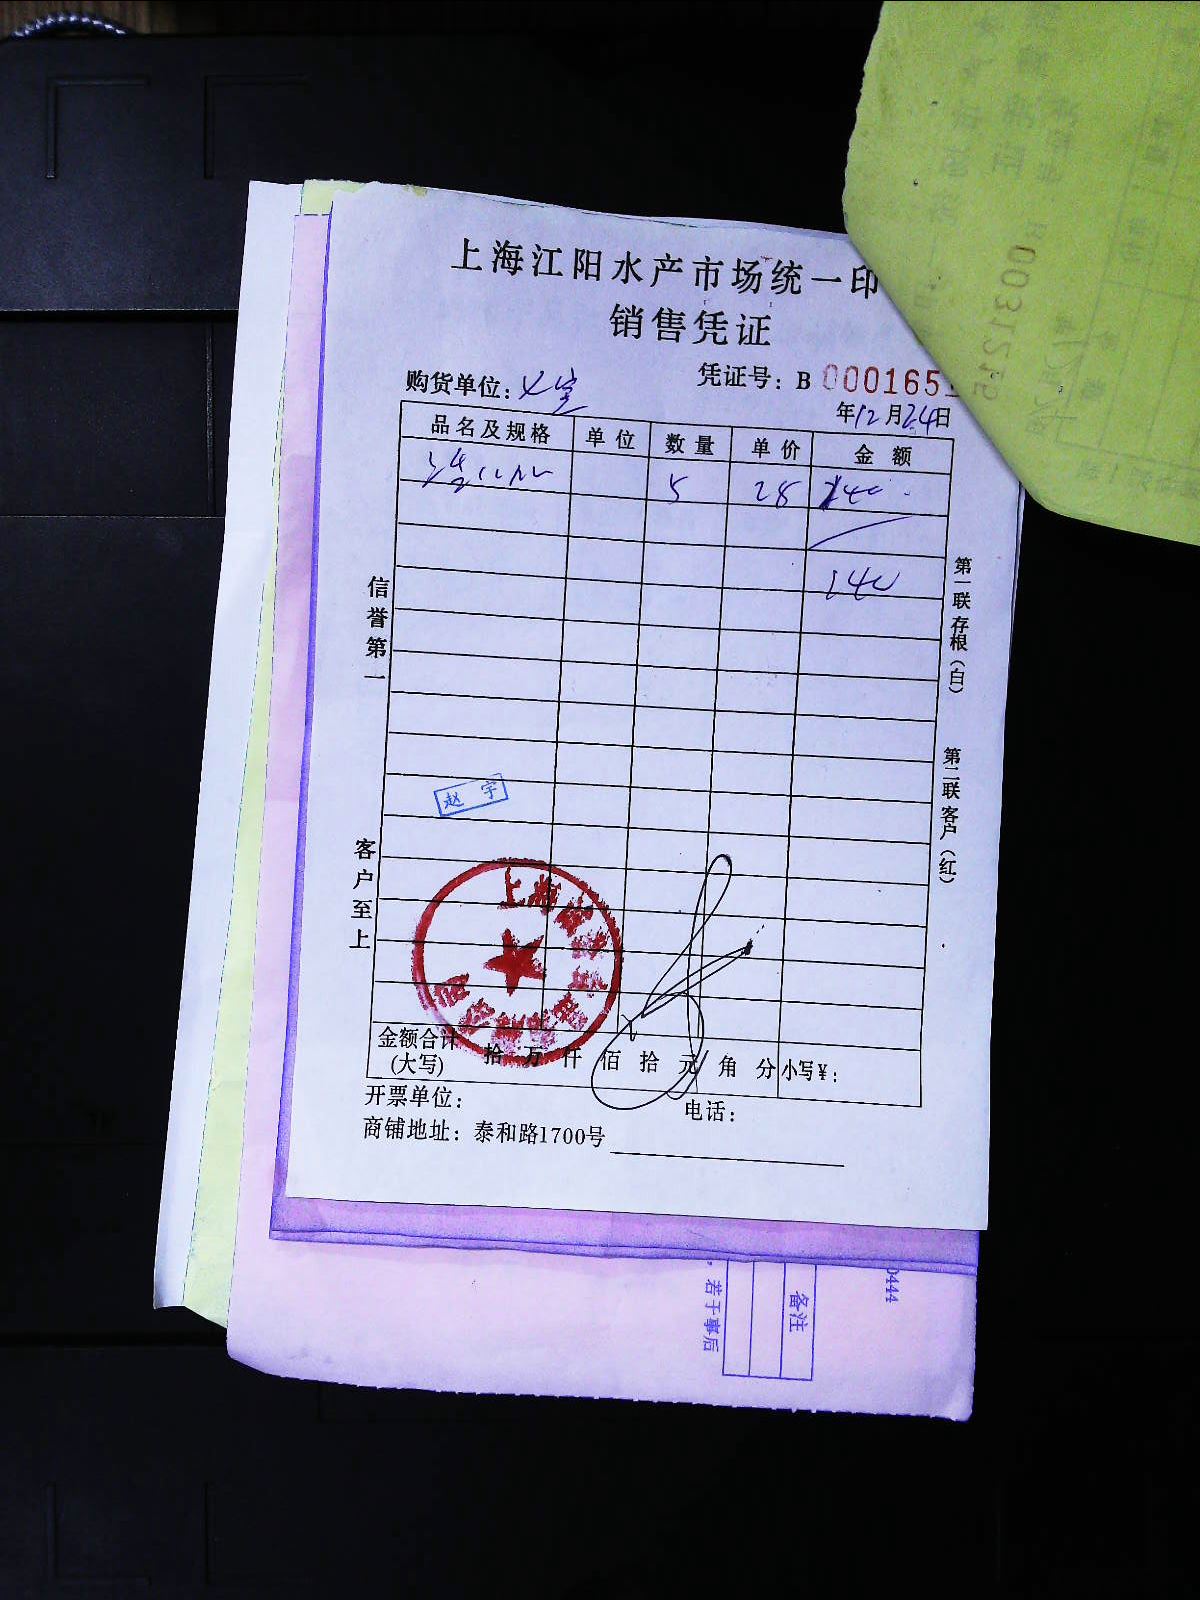 上海江阳水产市场统一印
销售凭证
购货单位：
凭证号：B 000165
年12月24日
品名及规格 单位 数量 单价 金额
5 28 140
140
信誉第一
客户至上
第一联存根（白）
第二联客户（红）
赵宇
上海
金额合计（大写） 拾 万 仟 佰 拾 元 角 分 小写¥：
开票单位： 电话：
商铺地址：泰和路1700号
备注
，若于事后
0444
0031215